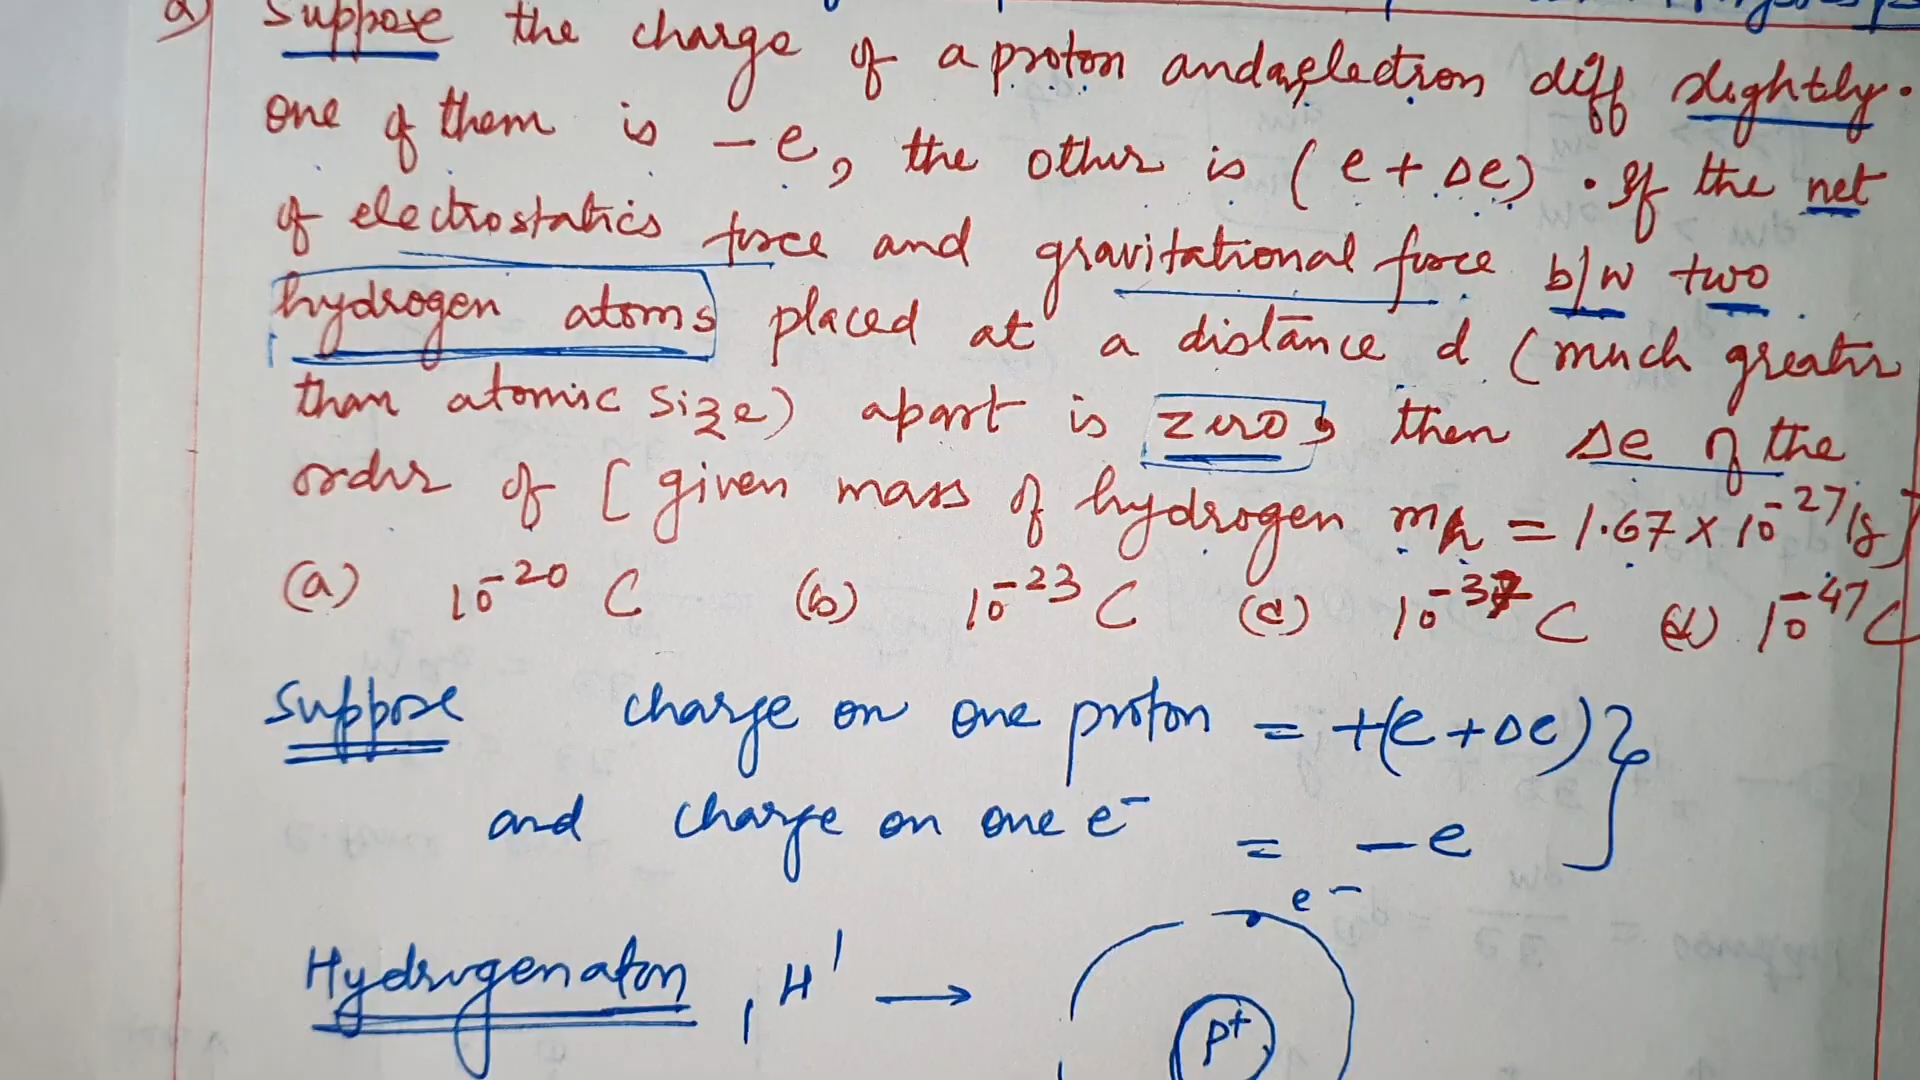 Q) Suppose the charge of a proton and an electron diff slightly.
one of them is - e, the other is (e + Δe). If the net
of electrostatics force and gravitational force b/w two
hydrogen atoms placed at a distance d (much greater
than atomic size) apart is zero, then Δe of the
order of [given mass of hydrogen mh = 1.67 × 10^-27 kg]
(a) 10^-20 C (b) 10^-23 C (c) 10^-37 C (d) 10^-47 C
Suppose charge on one proton = +(e + Δe) }
and charge on one e^- = - e
e^-
Hydrogen atom, 1H^1 →
P^+